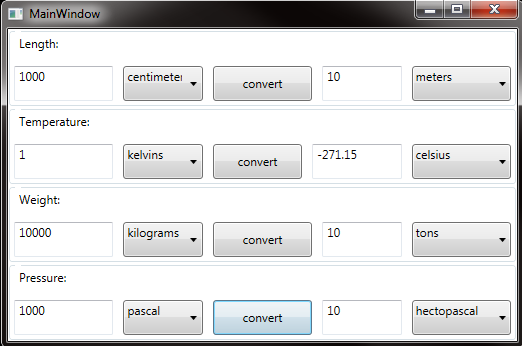 MainWindow
Length:
1000 centimeter convert 10 meters
Temperature:
1 kelvins convert -271.15 celsius
Weight:
10000 kilograms convert 10 tons
Pressure:
1000 pascal convert 10 hectopascal